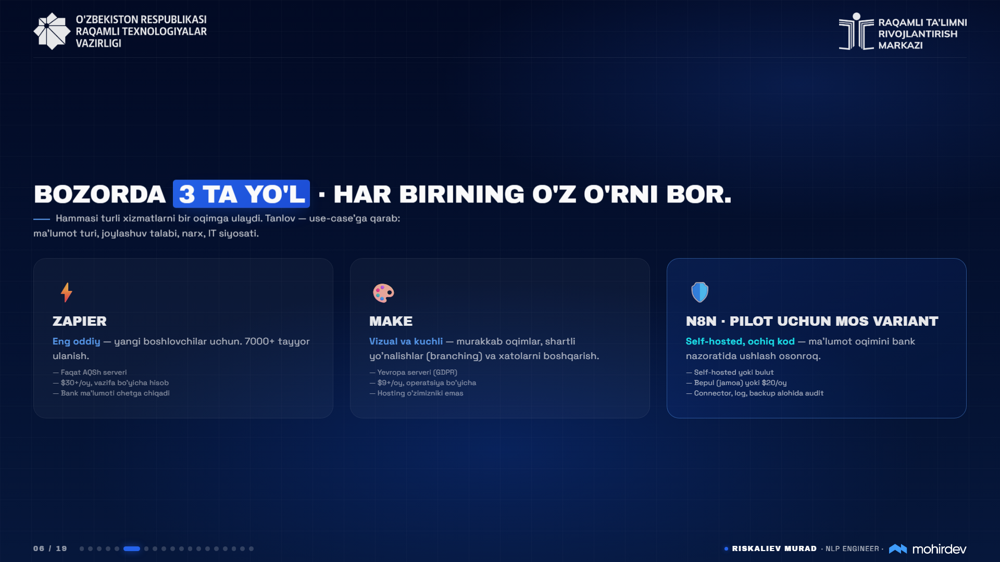 O'ZBEKISTON RESPUBLIKASI
RAQAMLI TEXNOLOGIYALAR
VAZIRLIGI
RAQAMLI TA’LIMNI
RIVOJLANTIRISH
MARKAZI
BOZORDA 3 TA YO'L · HAR BIRINING O'Z O'RNI BOR.
— Hammasi turli xizmatlarni bir oqimga ulaydi. Tanlov — use-case’ga qarab:
ma’lumot turi, joylashuv talabi, narx, IT siyosati.
ZAPIER
Eng oddiy — yangi boshlovchilar uchun. 7000+ tayyor
ulanish.
— Faqat AQSh serveri
— $30+/oy, vazifa bo’yicha hisob
— Bank ma’lumoti chetga chiqadi
MAKE
Vizual va kuchli — murakkab oqimlar, shartli
yo’nalishlar (branching) va xatolarni boshqarish.
— Yevropa serveri (GDPR)
— $9+/oy, operatsiya bo’yicha
— Hosting o’zimizniki emas
N8N · PILOT UCHUN MOS VARIANT
Self-hosted, ochiq kod — ma’lumot oqimini bank
nazoratida ushlash osonroq.
— Self-hosted yoki bulut
— Bepul (jamoa) yoki $20/oy
— Connector, log, backup alohida audit
06 / 19
RISKALIEV MURAD · NLP ENGINEER · mohirdev